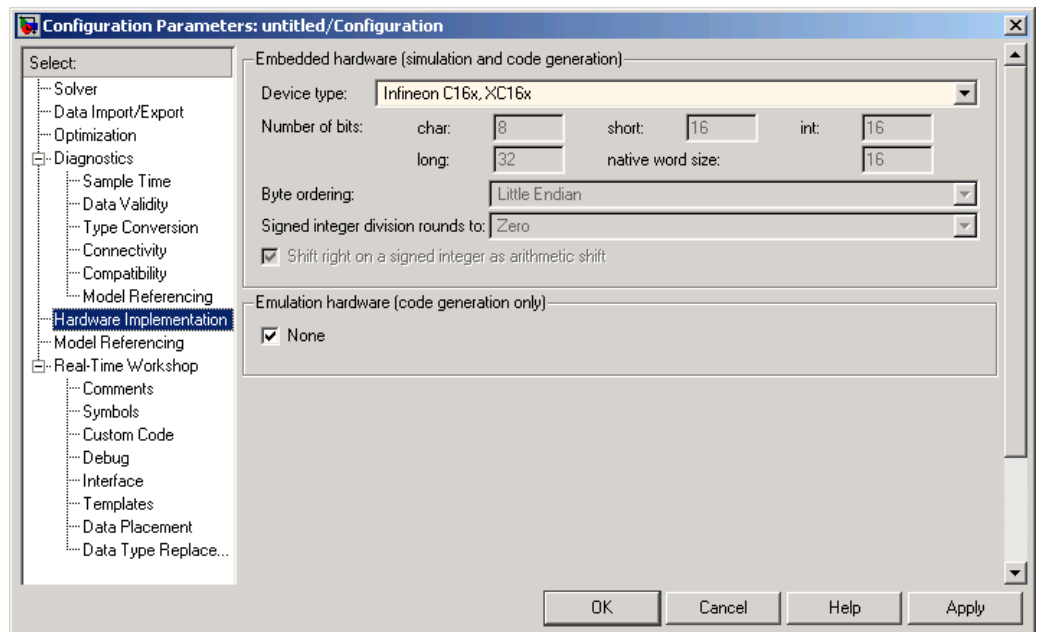 Configuration Parameters: untitled/Configuration
Select:
Solver
Data Import/Export
Optimization
Diagnostics
Sample Time
Data Validity
Type Conversion
Connectivity
Compatibility
Model Referencing
Hardware Implementation
Model Referencing
Real-Time Workshop
Comments
Symbols
Custom Code
Debug
Interface
Templates
Data Placement
Data Type Replace...
Embedded hardware (simulation and code generation)
Device type: Infineon C16x, XC16x
Number of bits: char: 8 short: 16 int: 16
long: 32 native word size: 16
Byte ordering: Little Endian
Signed integer division rounds to: Zero
Shift right on a signed integer as arithmetic shift
Emulation hardware (code generation only)
None
OK Cancel Help Apply